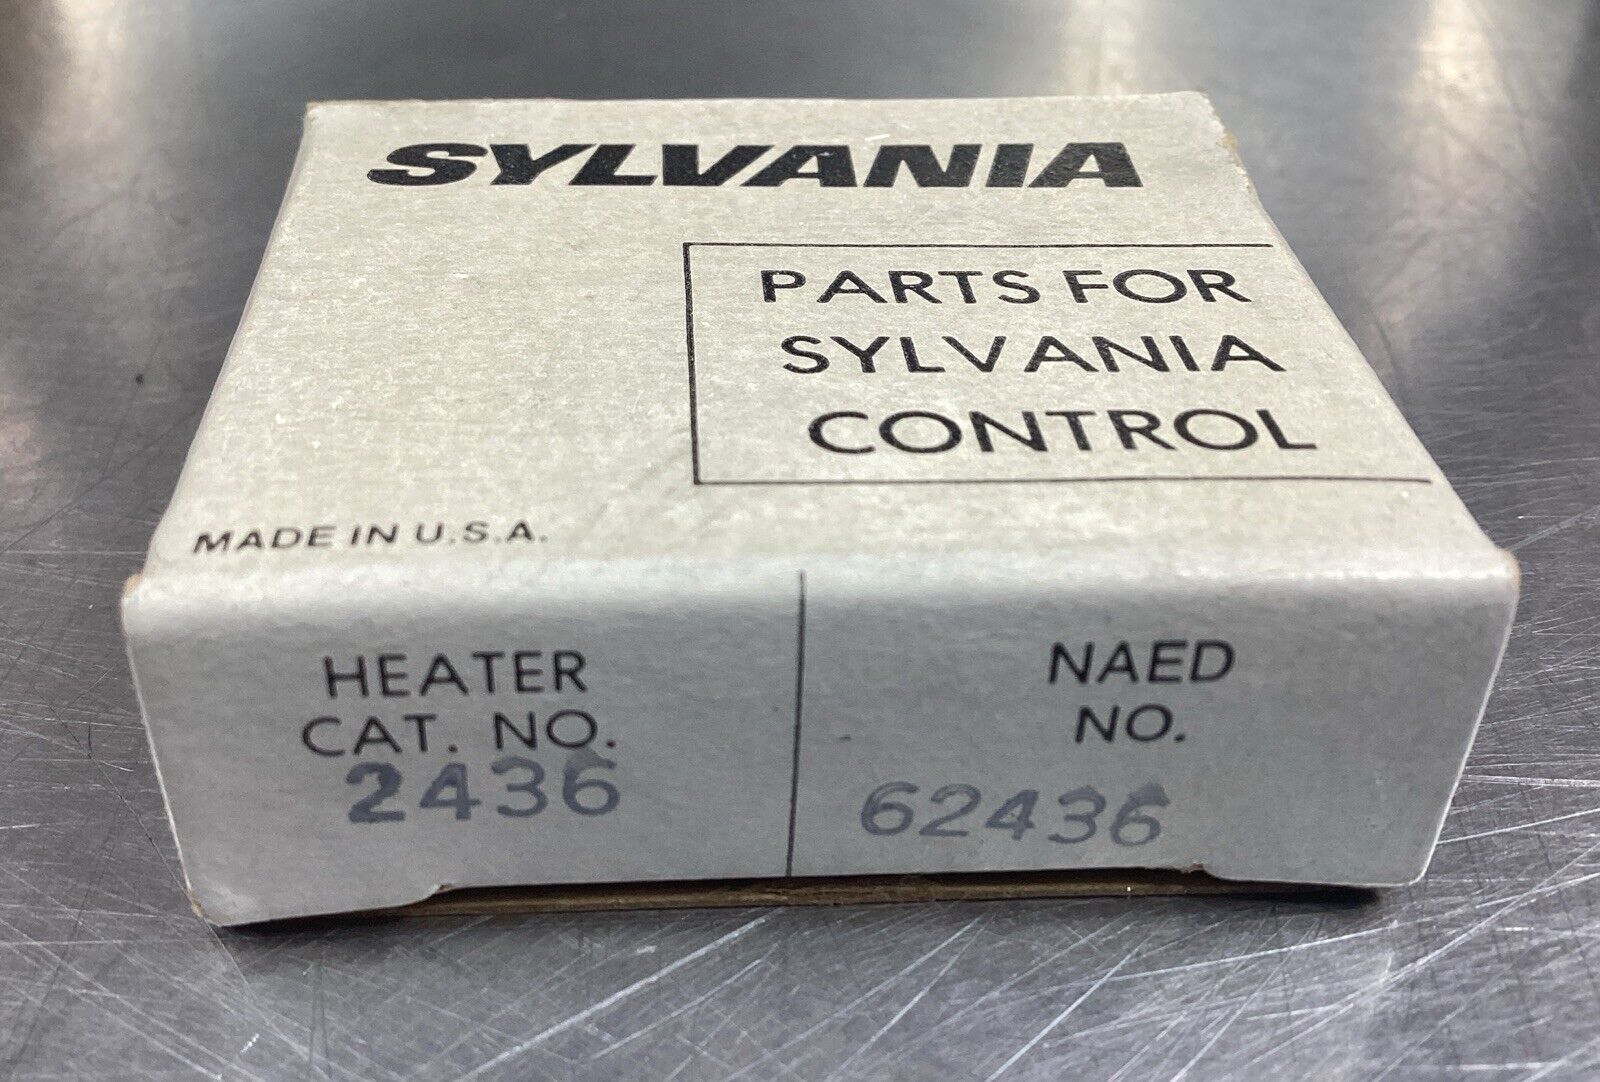 SYLVANIA
PARTS FOR
SYLVANIA
CONTROL
MADE IN U.S.A.
HEATER
CAT. NO.
2436
NAED
NO.
62436